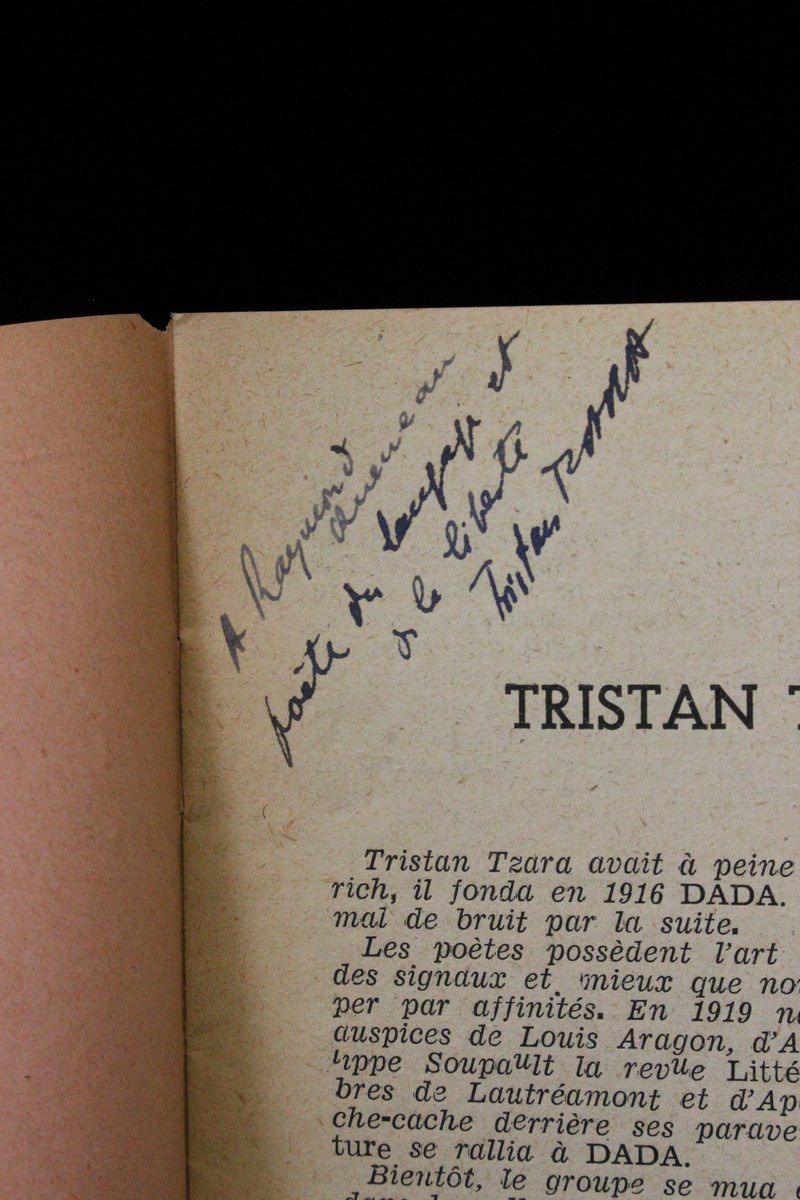 A Raymond
Queneau
poète du langage et
de la liberté
Tristan TZARA
TRISTAN T
Tristan Tzara avait à peine
rich, il fonda en 1916 DADA.
mal de bruit par la suite.
Les poètes possèdent l'art
des signaux et mieux que no
per par affinités. En 1919 n
auspices de Louis Aragon, d'A
lippe Soupault la revue Litté
bres de Lautréamont et d'Ap
che-cache derrière ses parave
ture se rallia à DADA.
Bientôt, le groupe se mua